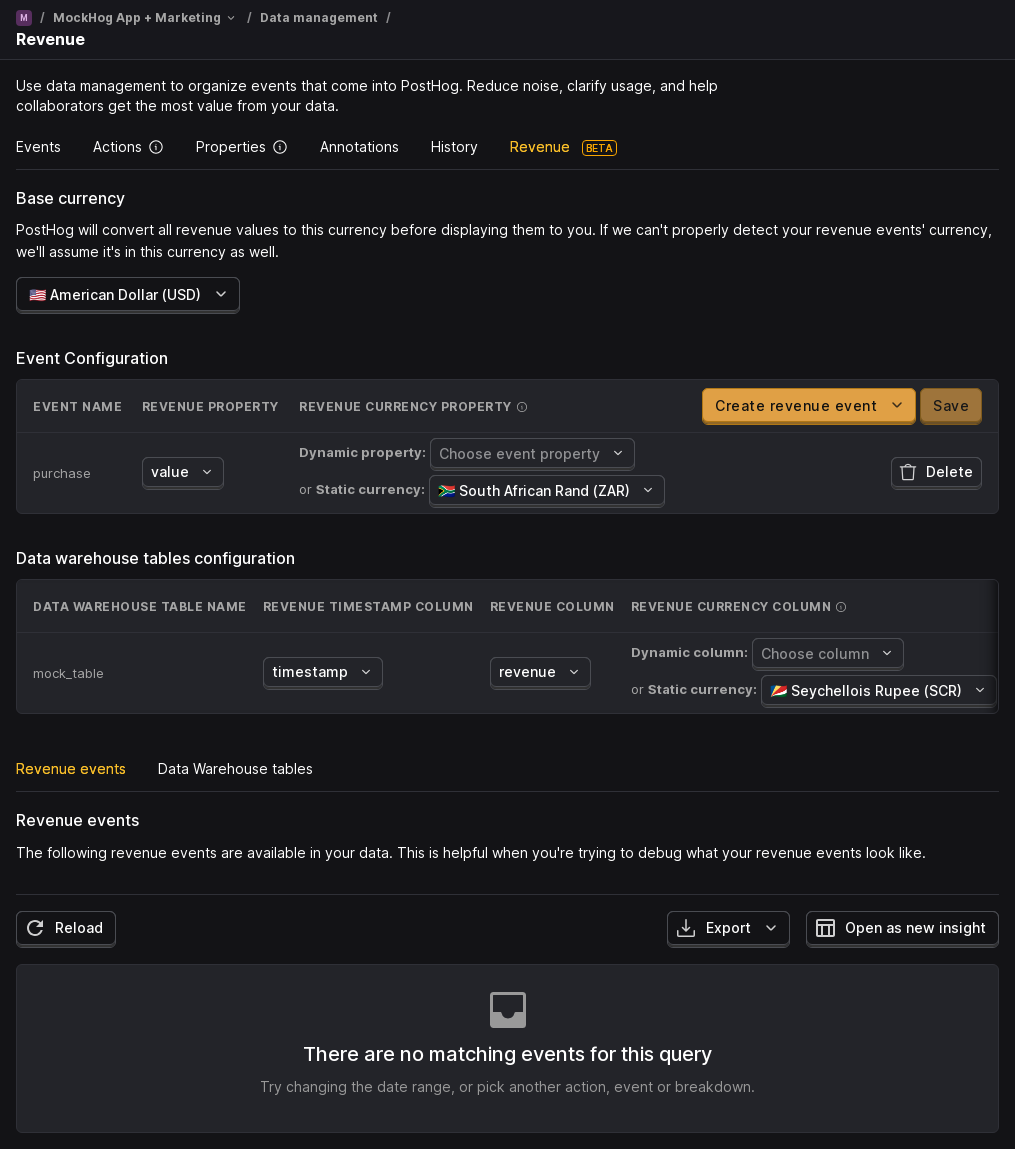 M / MockHog App + Marketing / Data management /
Revenue
Use data management to organize events that come into PostHog. Reduce noise, clarify usage, and help
collaborators get the most value from your data.
Events Actions Properties Annotations History Revenue BETA
Base currency
PostHog will convert all revenue values to this currency before displaying them to you. If we can't properly detect your revenue events' currency,
we'll assume it's in this currency as well.
🇺🇸 American Dollar (USD)
Event Configuration
EVENT NAME REVENUE PROPERTY REVENUE CURRENCY PROPERTY Create revenue event Save
Dynamic property: Choose event property
purchase value Delete
or Static currency: 🇿🇦 South African Rand (ZAR)
Data warehouse tables configuration
DATA WAREHOUSE TABLE NAME REVENUE TIMESTAMP COLUMN REVENUE COLUMN REVENUE CURRENCY COLUMN
Dynamic column: Choose column
mock_table timestamp revenue
or Static currency: 🇸🇨 Seychellois Rupee (SCR)
Revenue events Data Warehouse tables
Revenue events
The following revenue events are available in your data. This is helpful when you're trying to debug what your revenue events look like.
Reload Export Open as new insight
There are no matching events for this query
Try changing the date range, or pick another action, event or breakdown.